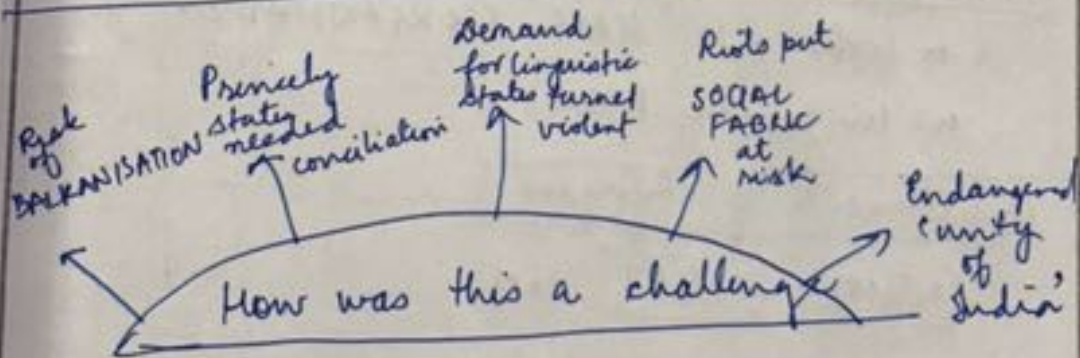 Risk
of
BALKANISATION
Princely
states
needed
conciliation
Demand
for linguistic
states turned
violent
Riots put
SOCIAL
FABRIC
at
risk
Endangered
'unity
of
India'
How was this a challenge